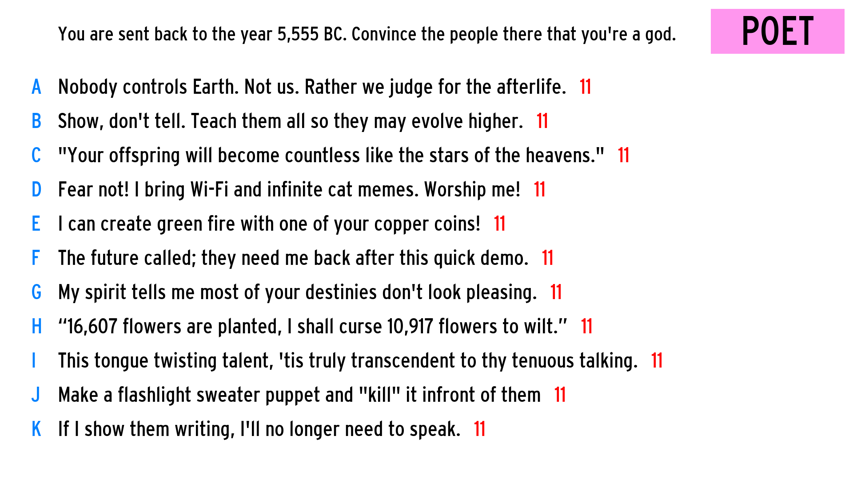 You are sent back to the year 5,555 BC. Convince the people there that you're a god.
POET
A Nobody controls Earth. Not us. Rather we judge for the afterlife. 11
B Show, don't tell. Teach them all so they may evolve higher. 11
C "Your offspring will become countless like the stars of the heavens." 11
D Fear not! I bring Wi-Fi and infinite cat memes. Worship me! 11
E I can create green fire with one of your copper coins! 11
F The future called; they need me back after this quick demo. 11
G My spirit tells me most of your destinies don't look pleasing. 11
H “16,607 flowers are planted, I shall curse 10,917 flowers to wilt.” 11
I This tongue twisting talent, 'tis truly transcendent to thy tenuous talking. 11
J Make a flashlight sweater puppet and "kill" it infront of them 11
K If I show them writing, I'll no longer need to speak. 11